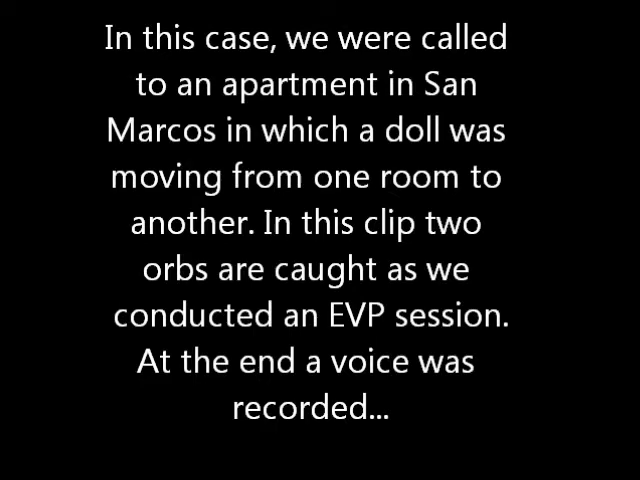 In this case, we were called
to an apartment in San
Marcos in which a doll was
moving from one room to
another. In this clip two
orbs are caught as we
conducted an EVP session.
At the end a voice was
recorded...